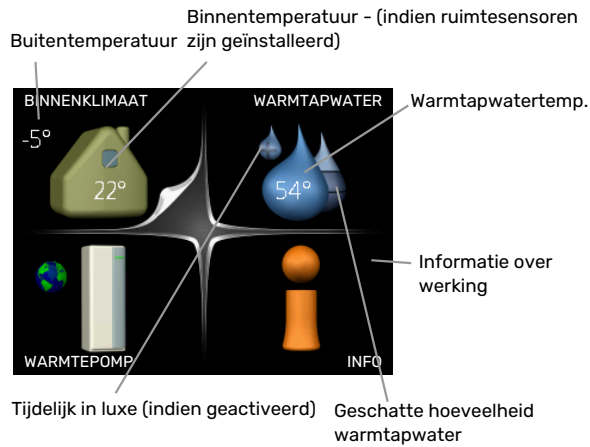 Binnentemperatuur - (indien ruimtesensoren
zijn geïnstalleerd)
Buitentemperatuur
BINNENKLIMAAT
WARMTAPWATER
Warmtapwatertemp.
-5°
22°
54°
Informatie over
werking
WARMTEPOMP
INFO
Tijdelijk in luxe (indien geactiveerd)
Geschatte hoeveelheid
warmtapwater